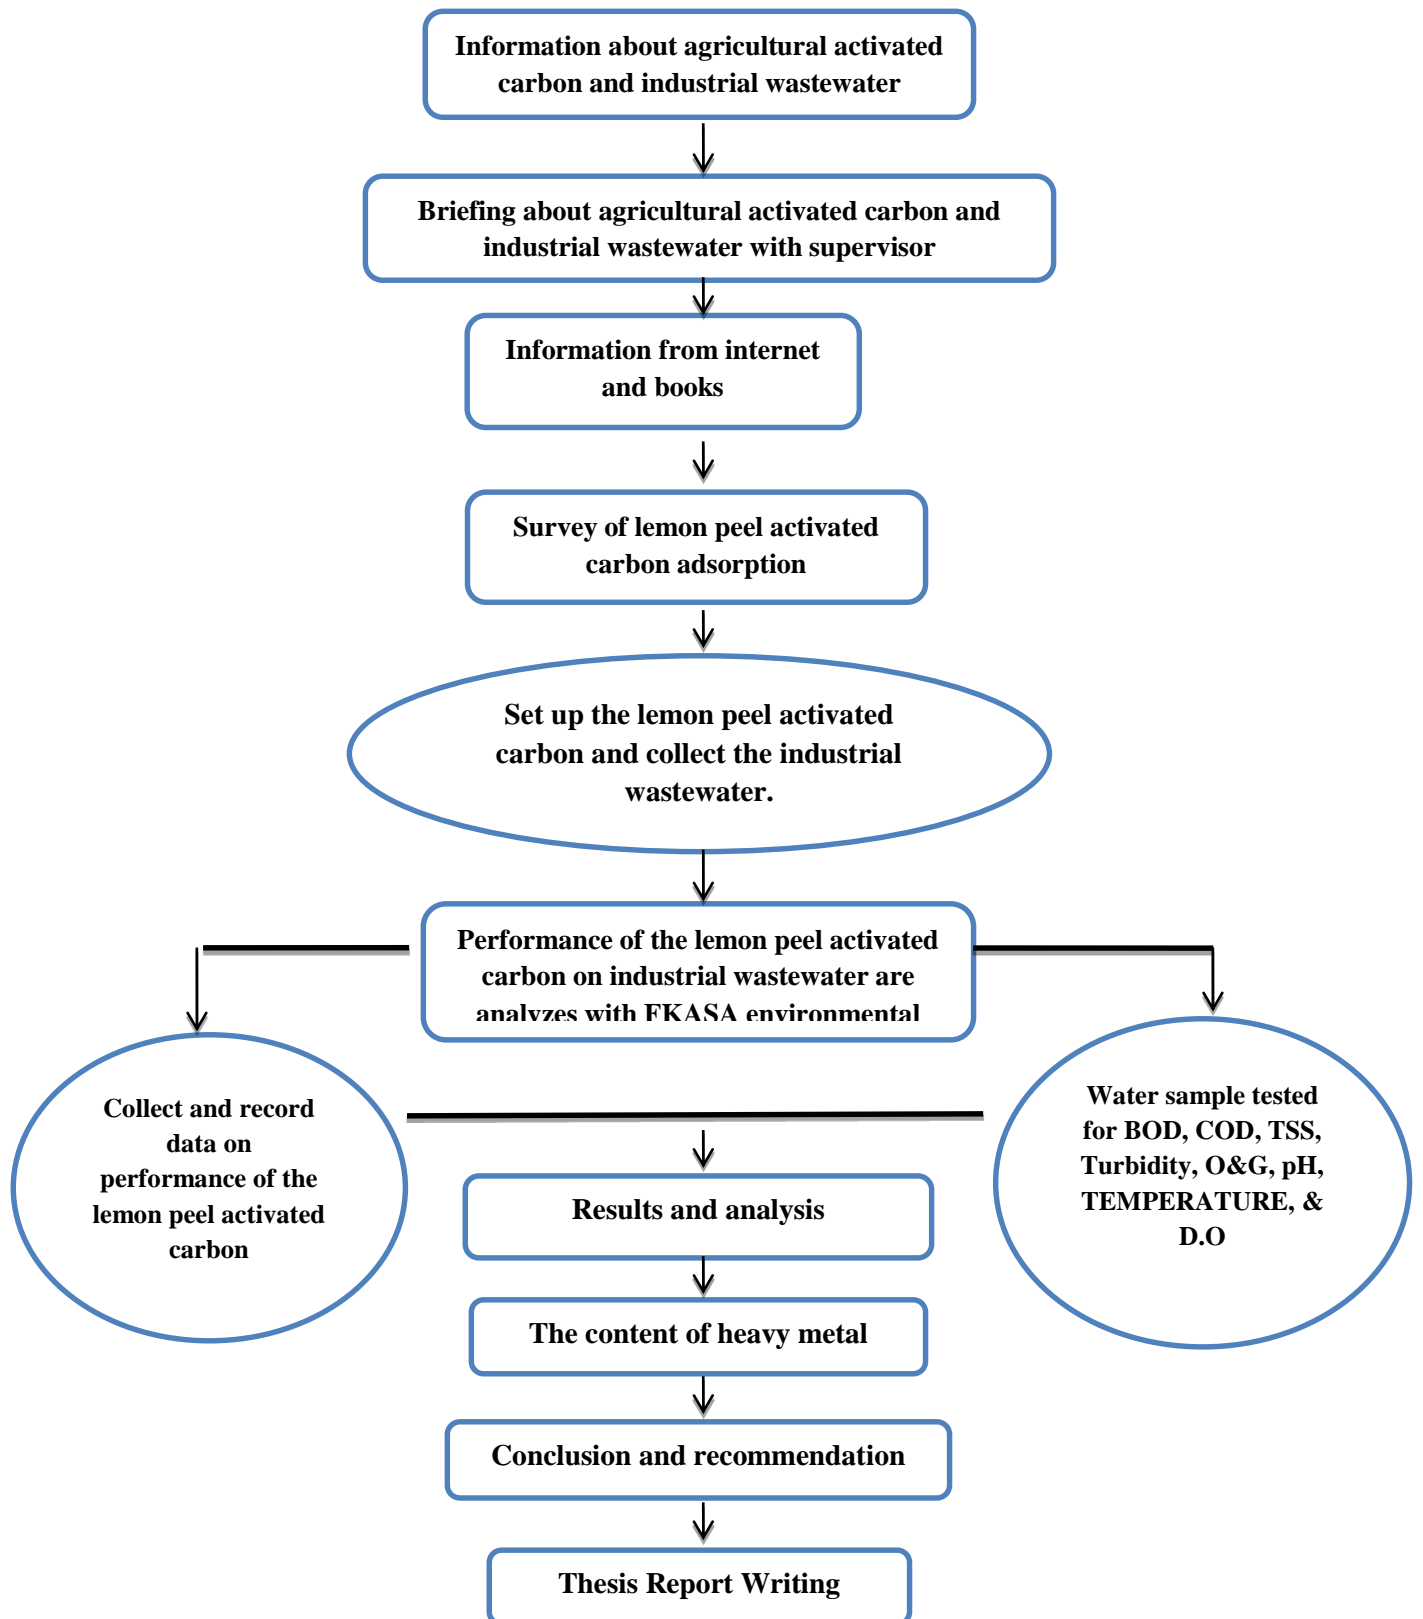 Information about agricultural activated
carbon and industrial wastewater
Briefing about agricultural activated carbon and
industrial wastewater with supervisor
Information from internet
and books
Survey of lemon peel activated
carbon adsorption
Set up the lemon peel activated
carbon and collect the industrial
wastewater.
Performance of the lemon peel activated
carbon on industrial wastewater are
analyzes with FKASA environmental
Collect and record
data on
performance of the
lemon peel activated
carbon
Water sample tested
for BOD, COD, TSS,
Turbidity, O&G, pH,
TEMPERATURE, &
D.O
Results and analysis
The content of heavy metal
Conclusion and recommendation
Thesis Report Writing